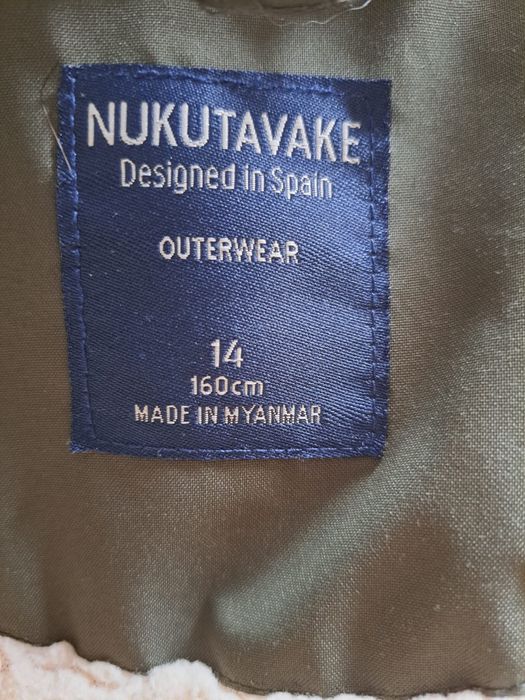 NUKUTAVAKE
Designed in Spain
OUTERWEAR
14
160cm
MADE IN MYANMAR